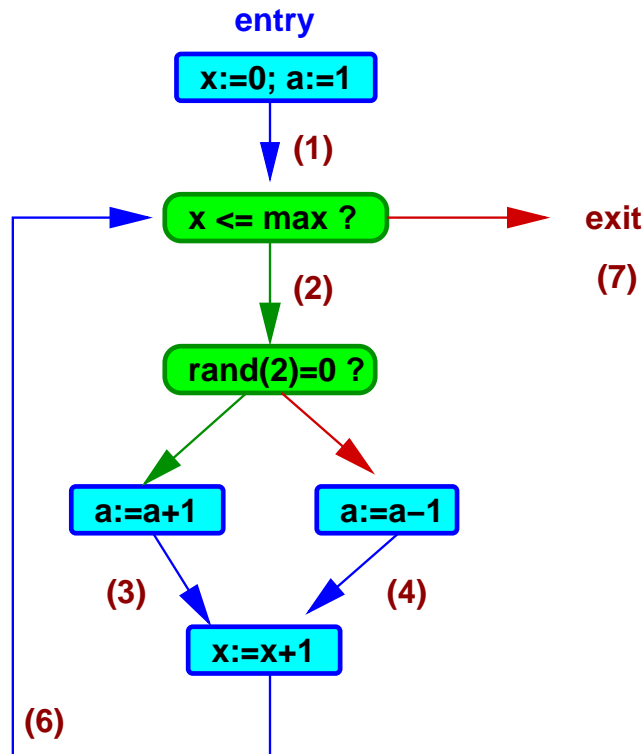 entry
x:=0; a:=1
(1)
x <= max ?
exit
(2)
(7)
rand(2)=0 ?
a:=a+1
a:=a−1
(3)
(4)
x:=x+1
(6)